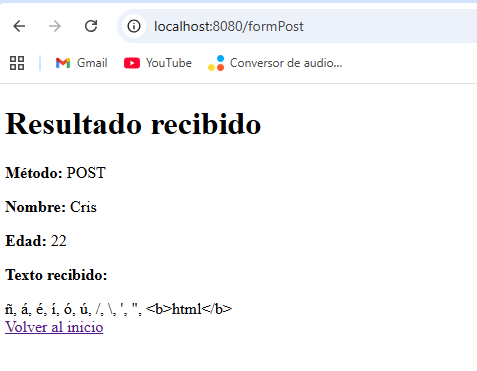 localhost:8080/formPost
Gmail YouTube Conversor de audio...
Resultado recibido
Método: POST
Nombre: Cris
Edad: 22
Texto recibido:
ñ, á, é, í, ó, ú, /, \, ', ", <b>html</b>
Volver al inicio